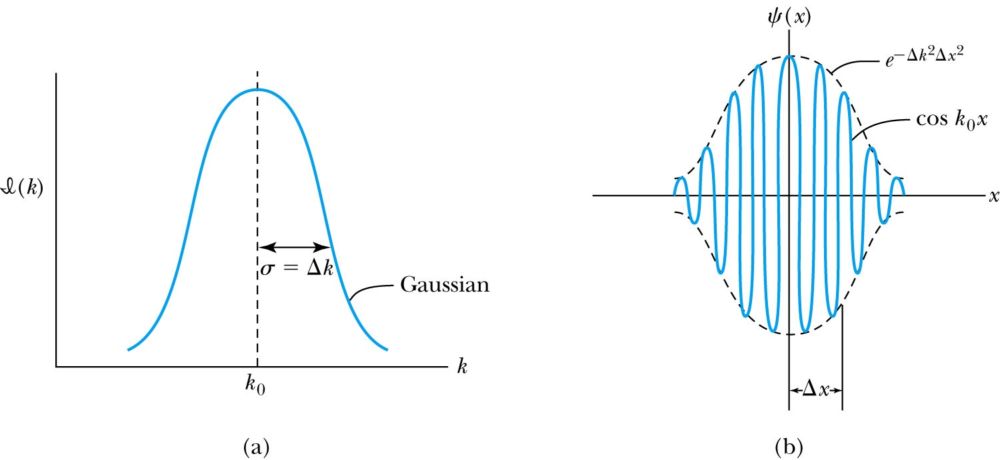 ψ(x)
e^{−Δk²Δx²}
cos k₀x
ℐ(k)
σ = Δk
Gaussian
x
k
k₀
Δx
(a)
(b)